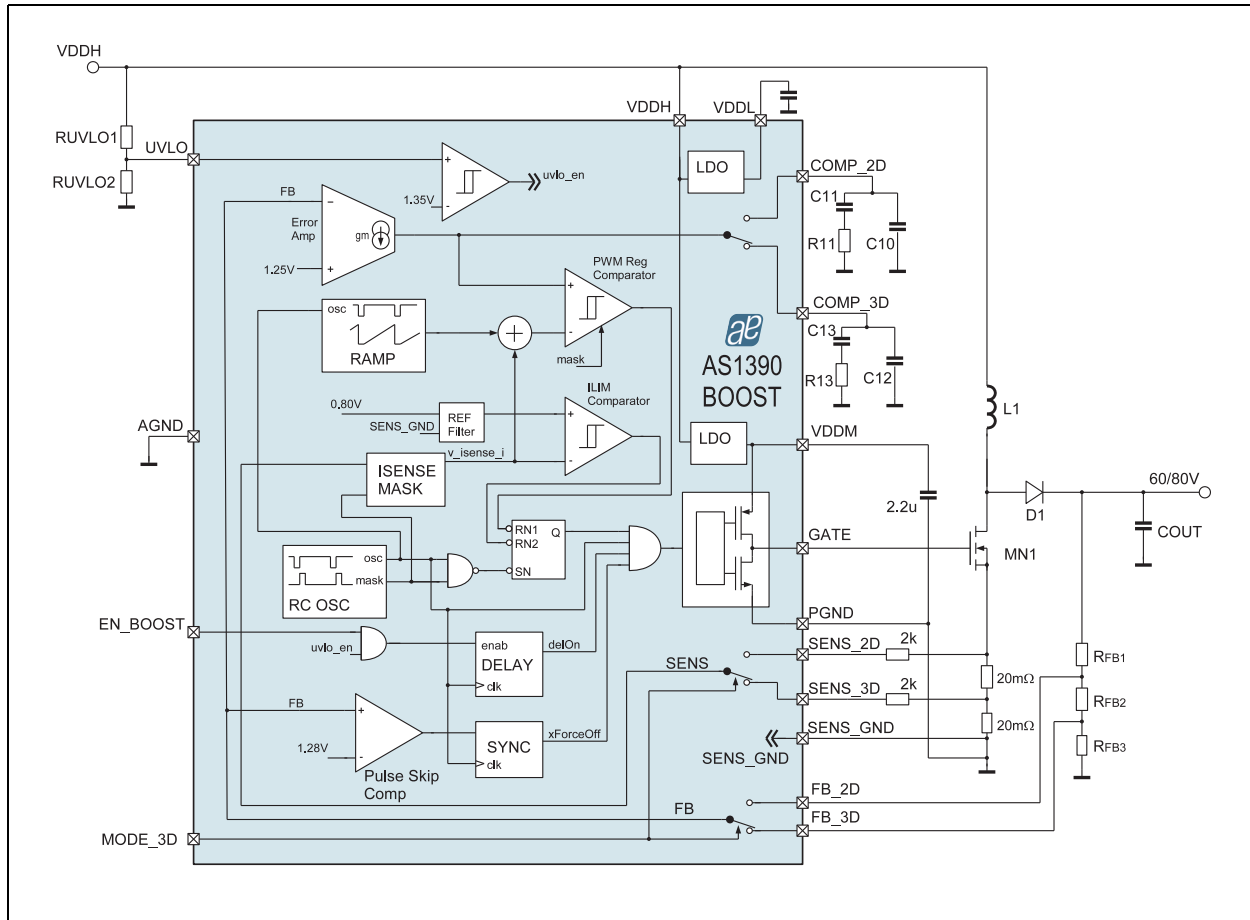 VDDH
VDDH
VDDL
RUVLO1
UVLO
RUVLO2
LDO
COMP_2D
+
uvlo_en
1.35V
-
FB
-
Error
Amp
gm
1.25V
+
C11
R11
C10
PWM Reg
Comparator
COMP_3D
osc
RAMP
+
+
-
mask
C13
R13
C12
ae
AS1390
BOOST
L1
ILIM
Comparator
0.80V
REF
Filter
SENS_GND
+
-
AGND
v_isense_i
ISENSE
MASK
LDO
VDDM
60/80V
2.2u
D1
COUT
RN1
RN2
Q
SN
GATE
MN1
osc
mask
RC OSC
PGND
EN_BOOST
uvlo_en
enab
DELAY
clk
delOn
SENS
SENS_2D
2k
SENS_3D
2k
20mΩ
RFB1
RFB2
20mΩ
RFB3
FB
+
1.28V
-
Pulse Skip
Comp
SYNC
clk
xForceOff
SENS_GND
SENS_GND
FB_2D
FB
FB_3D
MODE_3D